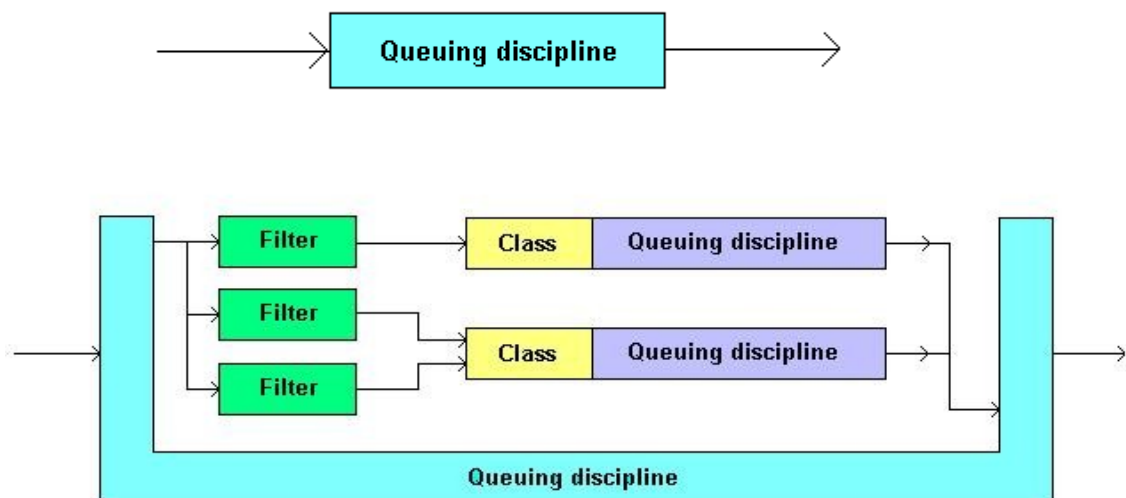 Queuing discipline
Filter
Class
Queuing discipline
Filter
Class
Queuing discipline
Filter
Queuing discipline